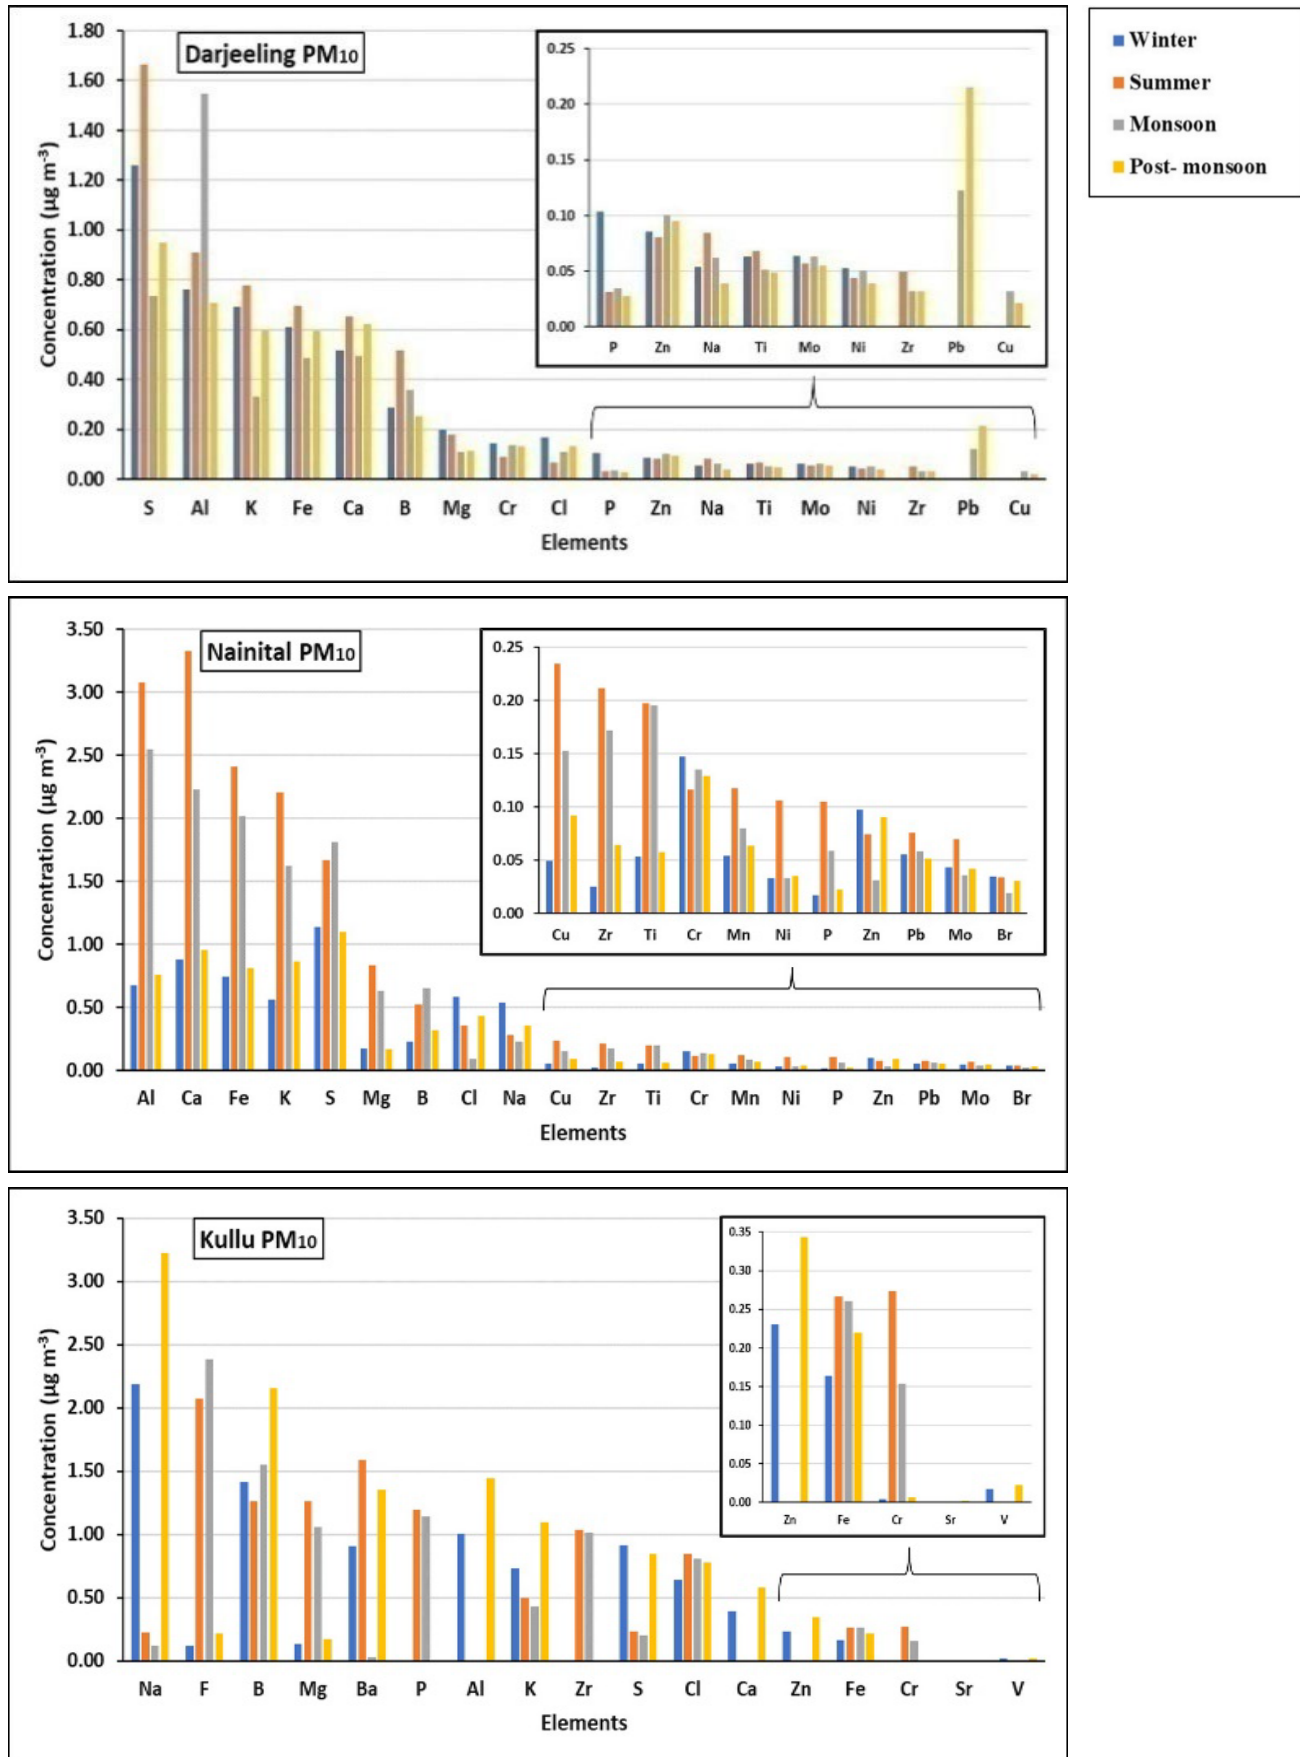 Winter
Summer
Monsoon
Post- monsoon
Darjeeling PM10
Concentration (µg m-3)
1.80
1.60
1.40
1.20
1.00
0.80
0.60
0.40
0.20
0.00
S Al K Fe Ca B Mg Cr Cl P Zn Na Ti Mo Ni Zr Pb Cu
Elements
0.25
0.20
0.15
0.10
0.05
0.00
P Zn Na Ti Mo Ni Zr Pb Cu
Nainital PM10
Concentration (µg m-3)
3.50
3.00
2.50
2.00
1.50
1.00
0.50
0.00
Al Ca Fe K S Mg B Cl Na Cu Zr Ti Cr Mn Ni P Zn Pb Mo Br
Elements
0.25
0.20
0.15
0.10
0.05
0.00
Cu Zr Ti Cr Mn Ni P Zn Pb Mo Br
Kullu PM10
Concentration (µg m-3)
3.50
3.00
2.50
2.00
1.50
1.00
0.50
0.00
Na F B Mg Ba P Al K Zr S Cl Ca Zn Fe Cr Sr V
Elements
0.35
0.30
0.25
0.20
0.15
0.10
0.05
0.00
Zn Fe Cr Sr V